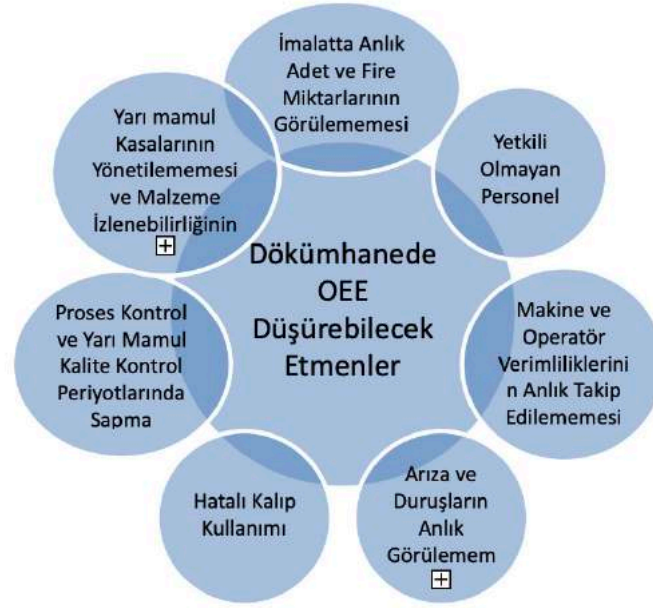 İmalatta Anlık
Adet ve Fire
Miktarlarının
Görülememesi
Yetkili
Olmayan
Personel
Makine ve
Operatör
Verimliliklerini
n Anlık Takip
Edilememesi
Arıza ve
Duruşların
Anlık
Görülemem
Hatalı Kalıp
Kullanımı
Proses Kontrol
ve Yarı Mamul
Kalite Kontrol
Periyotlarında
Sapma
Yarı mamul
Kasalarının
Yönetilememesi
ve Malzeme
İzlenebilirliğinin
Dökümhanede
OEE
Düşürebilecek
Etmenler